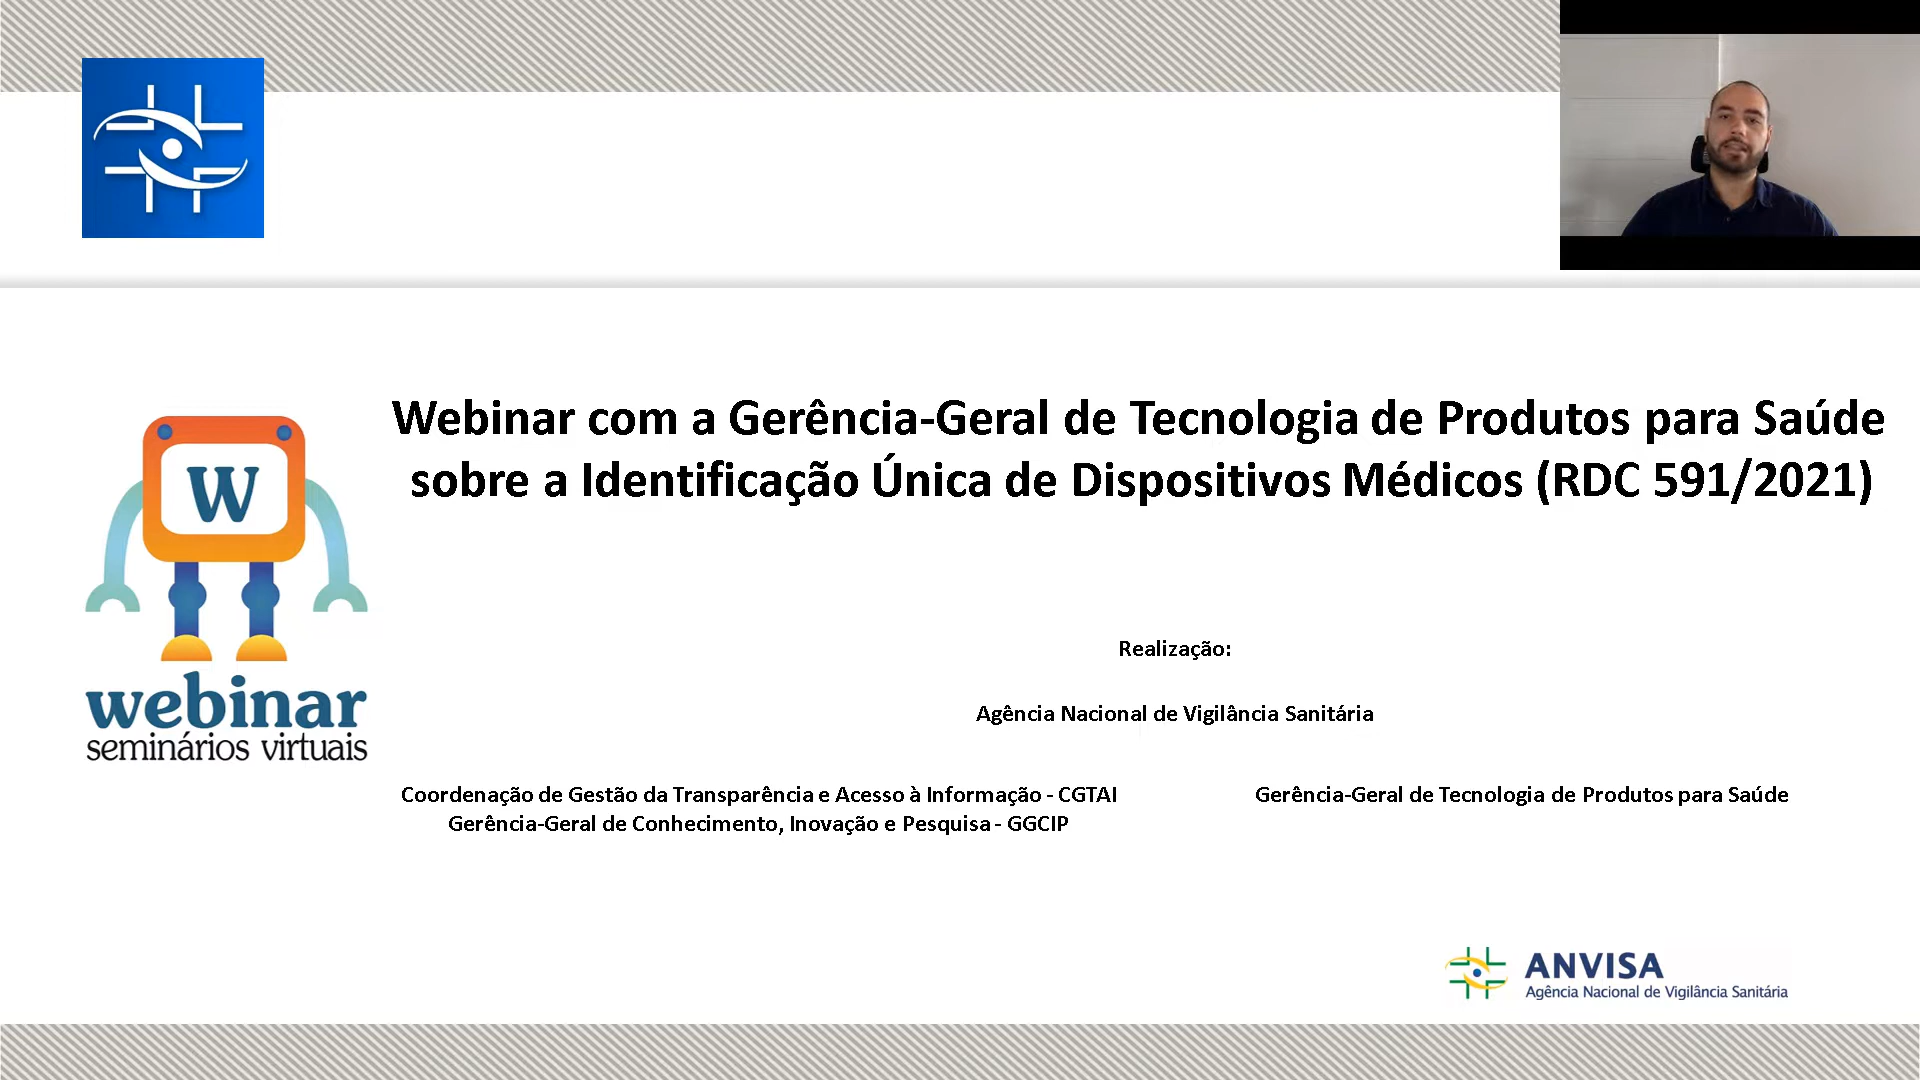 Webinar com a Gerência-Geral de Tecnologia de Produtos para Saúde
sobre a Identificação Única de Dispositivos Médicos (RDC 591/2021)
W
webinar
seminários virtuais
Realização:
Agência Nacional de Vigilância Sanitária
Coordenação de Gestão da Transparência e Acesso à Informação - CGTAI
Gerência-Geral de Conhecimento, Inovação e Pesquisa - GGCIP
Gerência-Geral de Tecnologia de Produtos para Saúde
ANVISA
Agência Nacional de Vigilância Sanitária